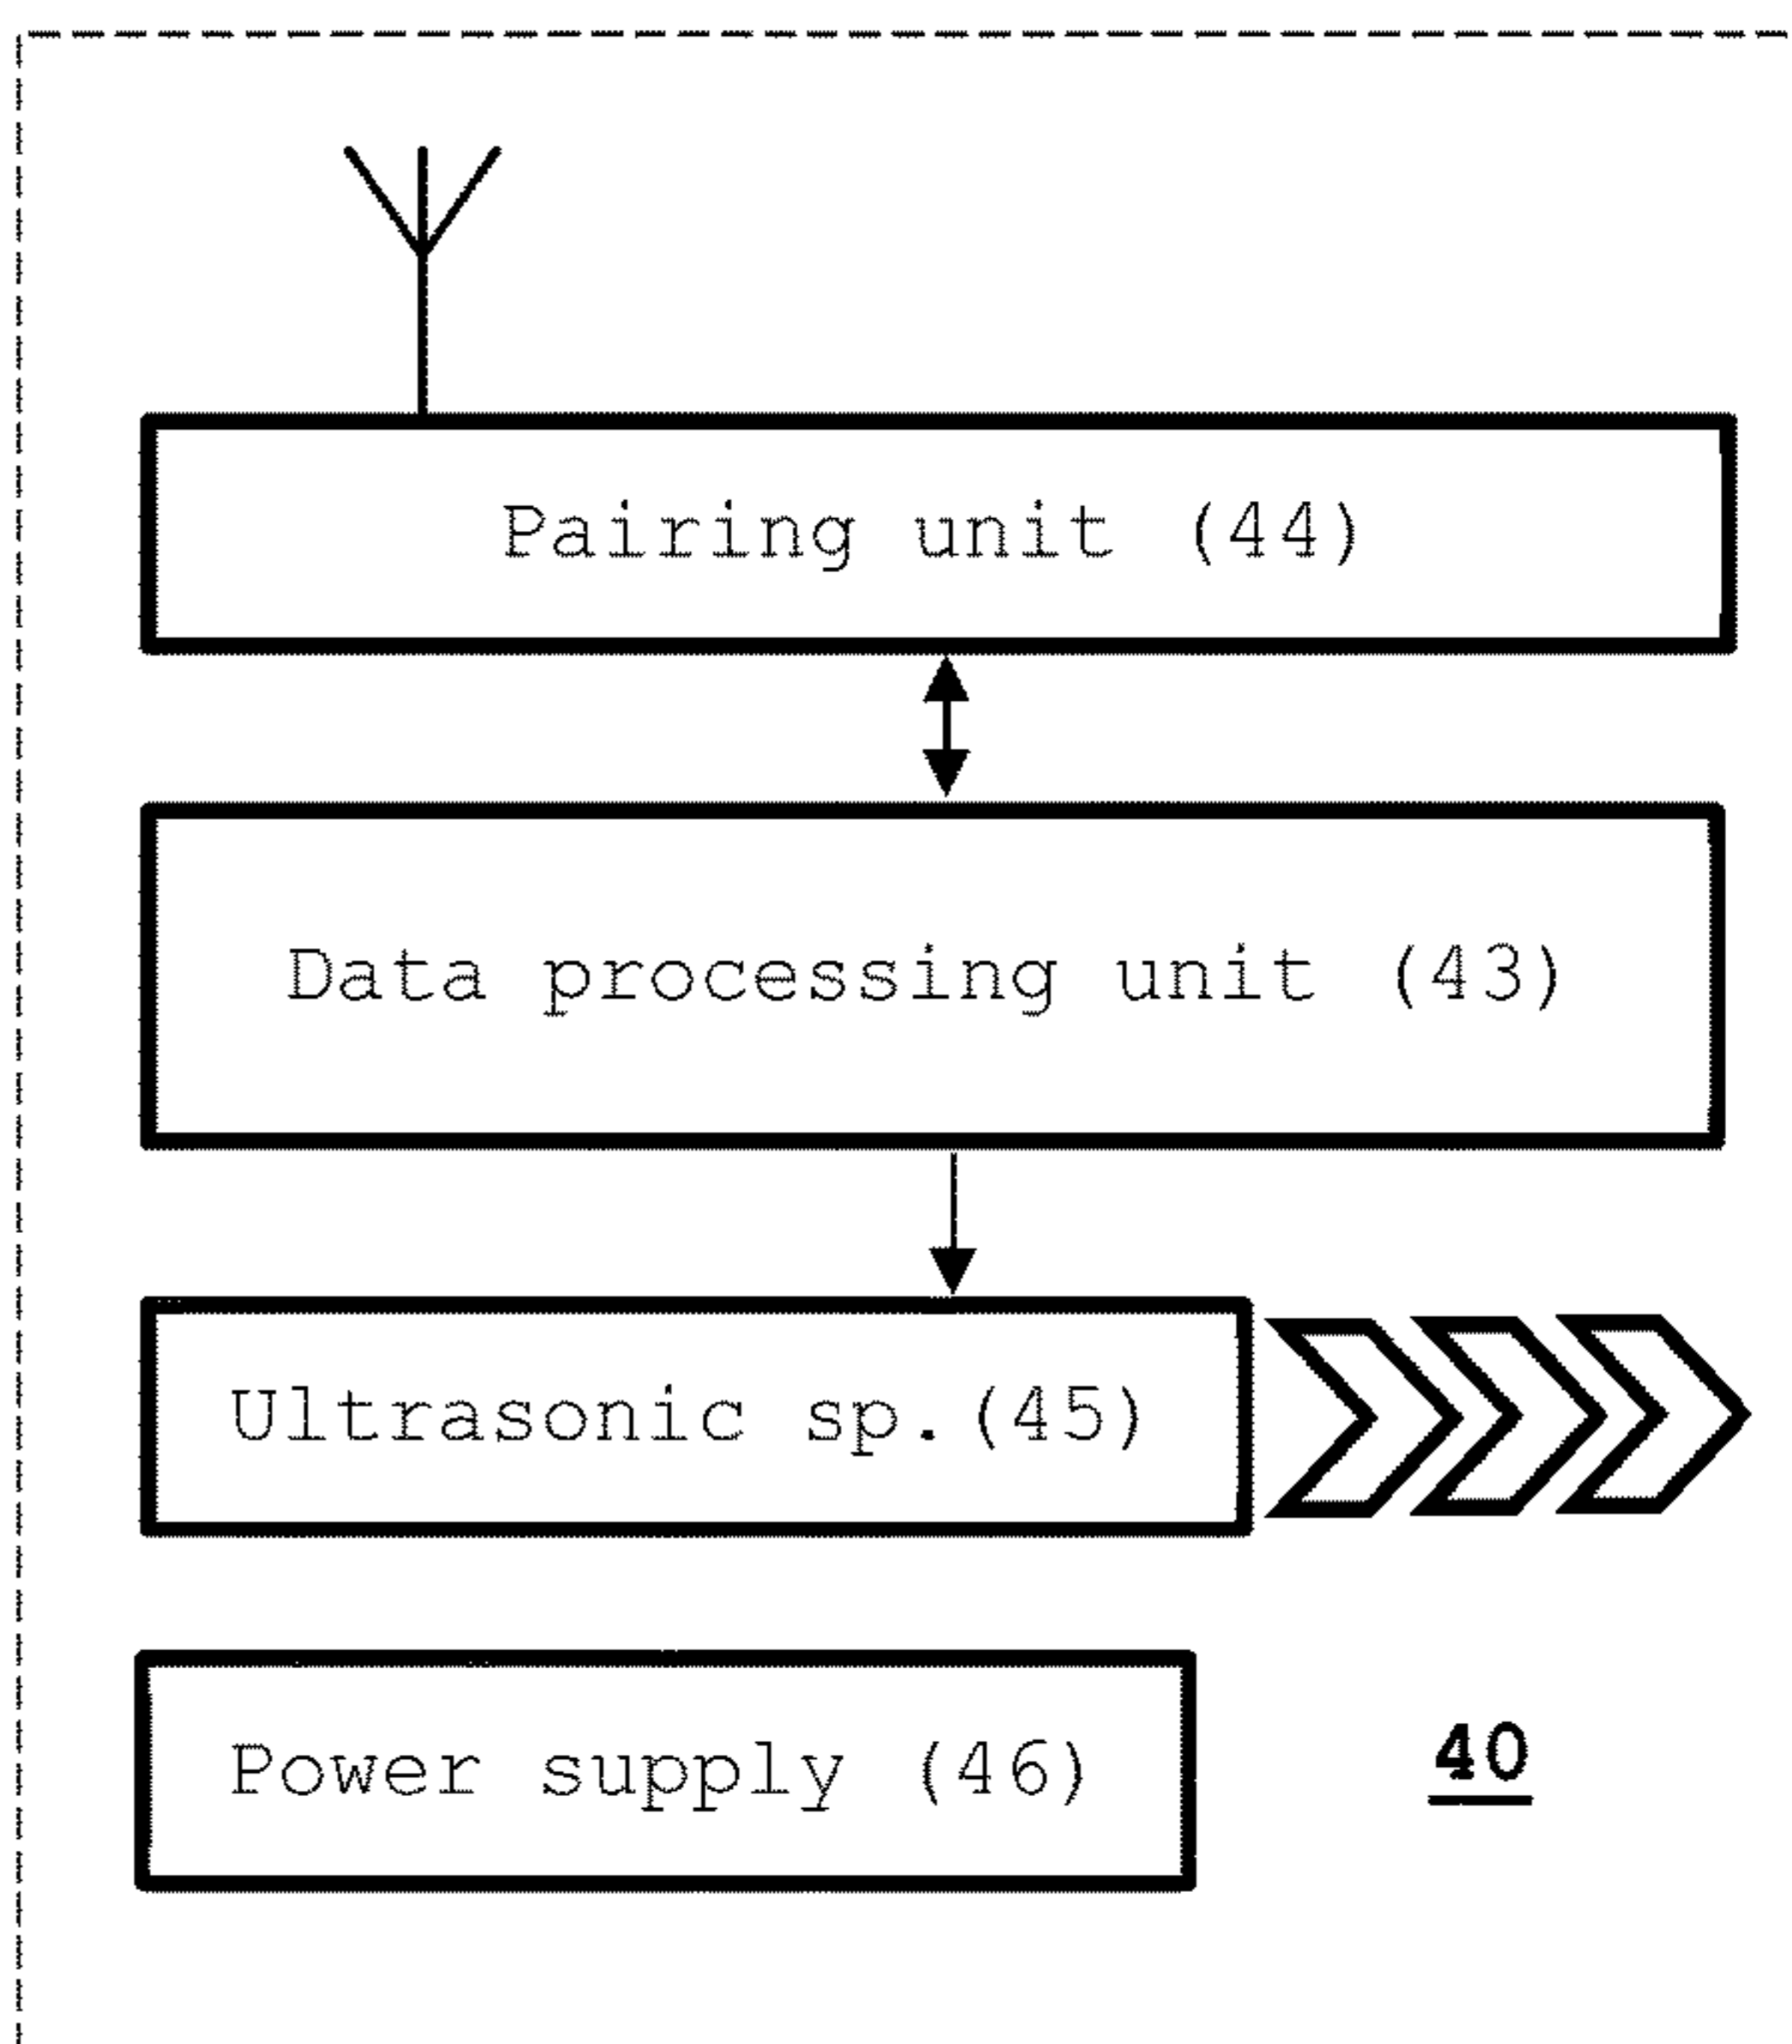 Pairing unit (44)
Data processing unit (43)
Ultrasonic sp.(45)
Power supply (46)
40